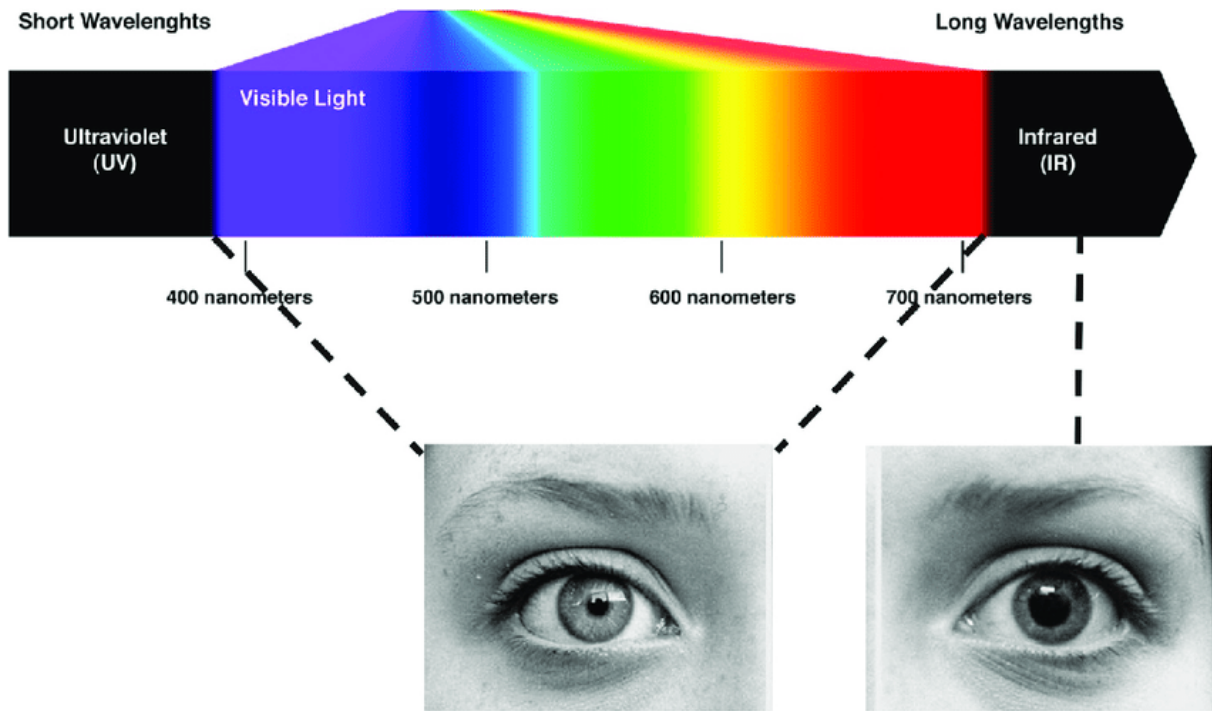 Short Wavelenghts
Long Wavelengths
Visible Light
Ultraviolet
(UV)
Infrared
(IR)
400 nanometers
500 nanometers
600 nanometers
700 nanometers